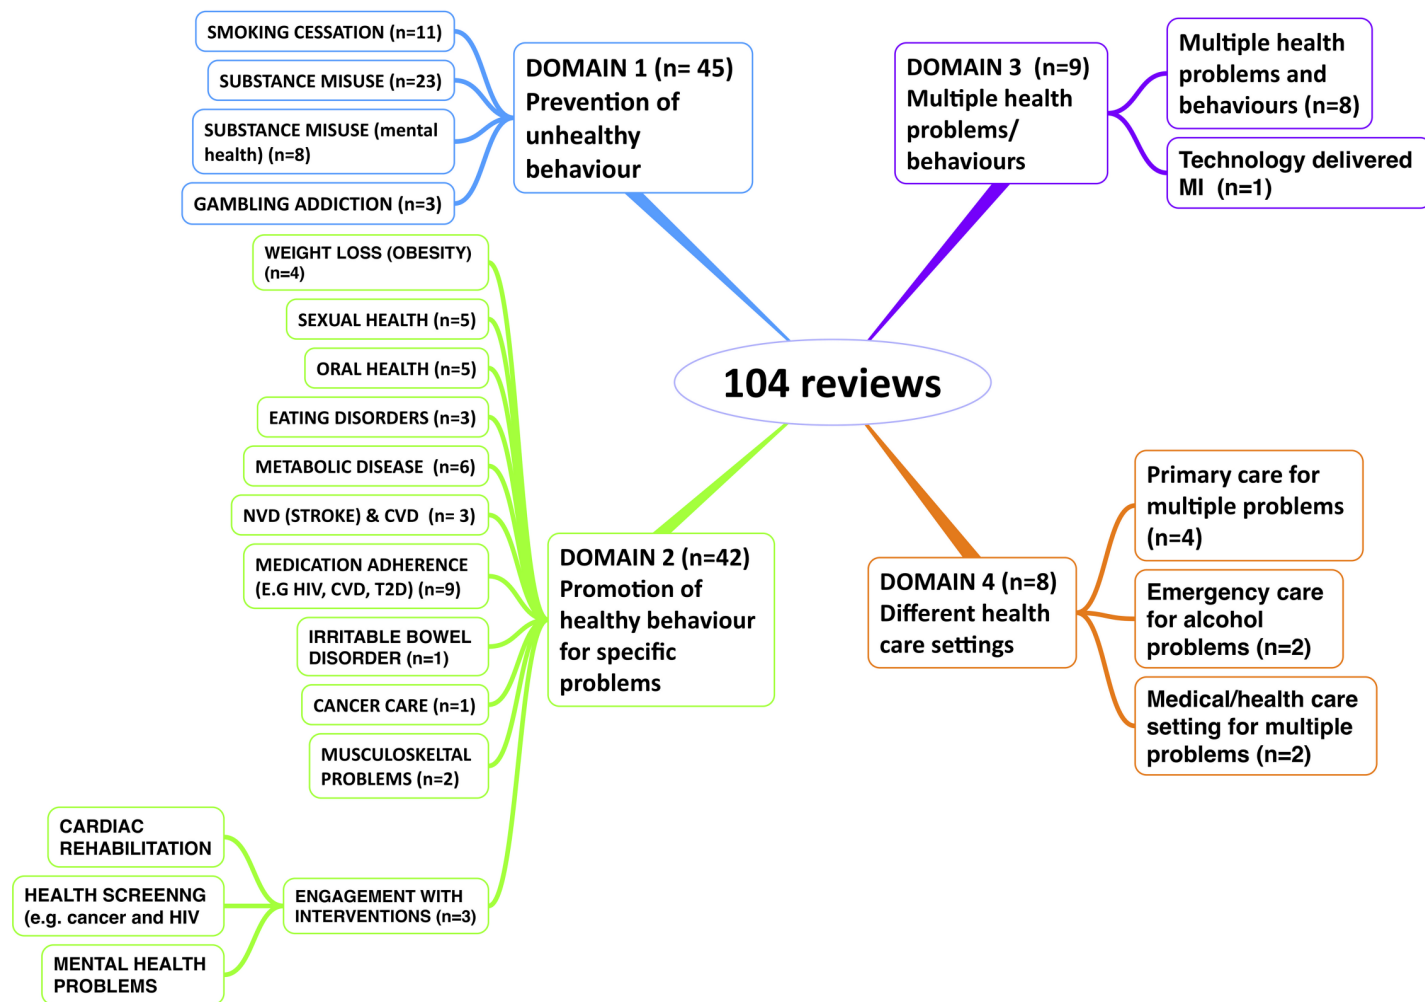 SMOKING CESSATION (n=11)
SUBSTANCE MISUSE (n=23)
SUBSTANCE MISUSE (mental
health) (n=8)
GAMBLING ADDICTION (n=3)
DOMAIN 1 (n= 45)
Prevention of
unhealthy
behaviour
DOMAIN 3 (n=9)
Multiple health
problems/
behaviours
Multiple health
problems and
behaviours (n=8)
Technology delivered
MI (n=1)
104 reviews
WEIGHT LOSS (OBESITY)
(n=4)
SEXUAL HEALTH (n=5)
ORAL HEALTH (n=5)
EATING DISORDERS (n=3)
METABOLIC DISEASE (n=6)
NVD (STROKE) & CVD (n= 3)
MEDICATION ADHERENCE
(E.G HIV, CVD, T2D) (n=9)
IRRITABLE BOWEL
DISORDER (n=1)
CANCER CARE (n=1)
MUSCULOSKELTAL
PROBLEMS (n=2)
ENGAGEMENT WITH
INTERVENTIONS (n=3)
CARDIAC
REHABILITATION
HEALTH SCREENNG
(e.g. cancer and HIV
MENTAL HEALTH
PROBLEMS
DOMAIN 2 (n=42)
Promotion of
healthy behaviour
for specific
problems
DOMAIN 4 (n=8)
Different health
care settings
Primary care for
multiple problems
(n=4)
Emergency care
for alcohol
problems (n=2)
Medical/health care
setting for multiple
problems (n=2)